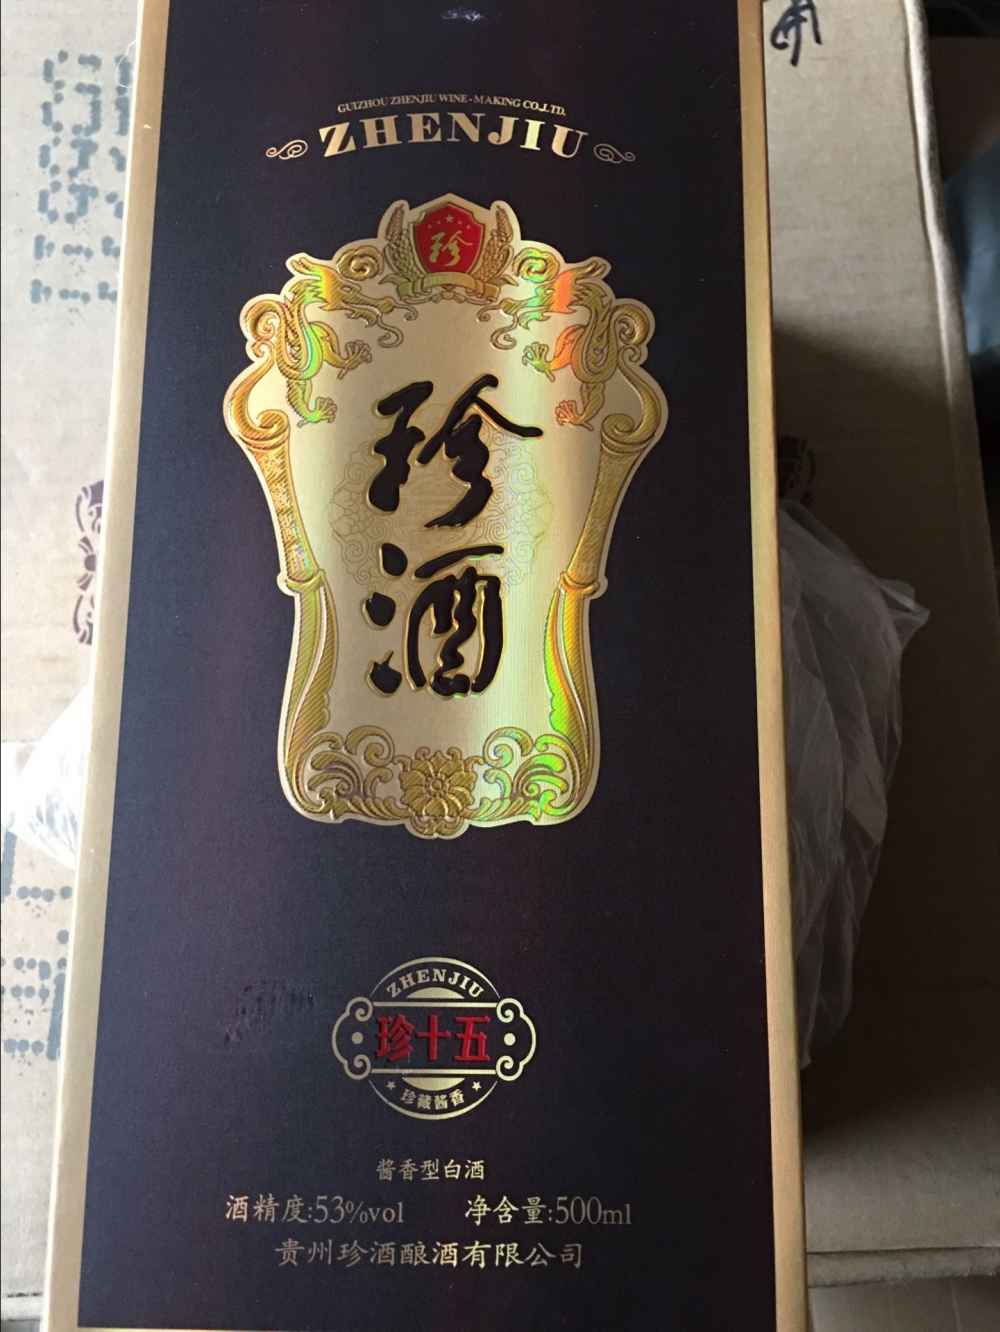 GUIZHOU ZHENJIU WINE-MAKING CO.,LTD.
ZHENJIU
珍
珍
酒
ZHENJIU
珍十五
珍藏酱香
酱香型白酒
酒精度:53%vol 净含量:500ml
贵州珍酒酿酒有限公司